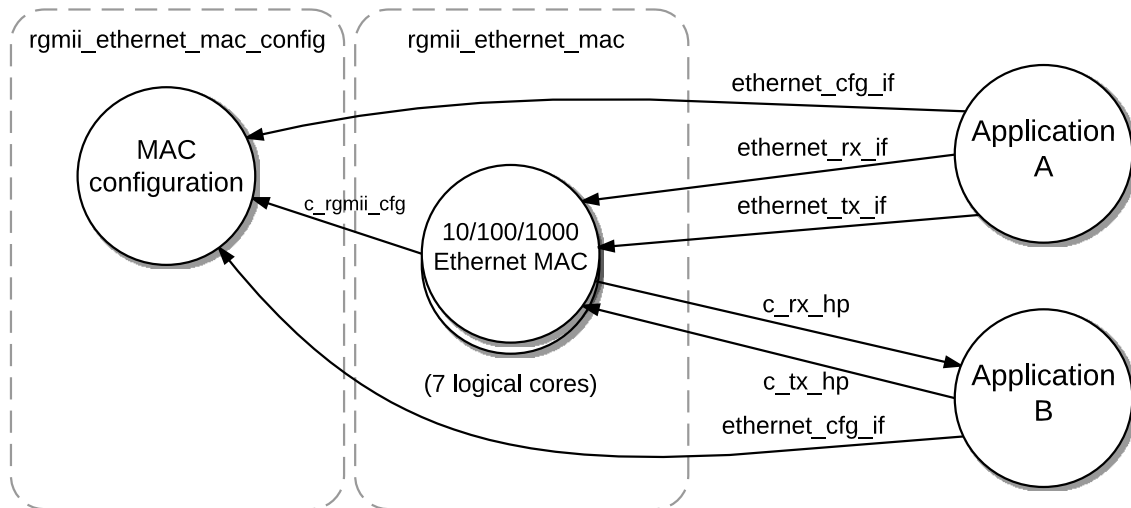 rgmii_ethernet_mac_config
rgmii_ethernet_mac
MAC
configuration
c_rgmii_cfg
10/100/1000
Ethernet MAC
(7 logical cores)
ethernet_cfg_if
ethernet_rx_if
ethernet_tx_if
c_rx_hp
c_tx_hp
ethernet_cfg_if
Application
A
Application
B